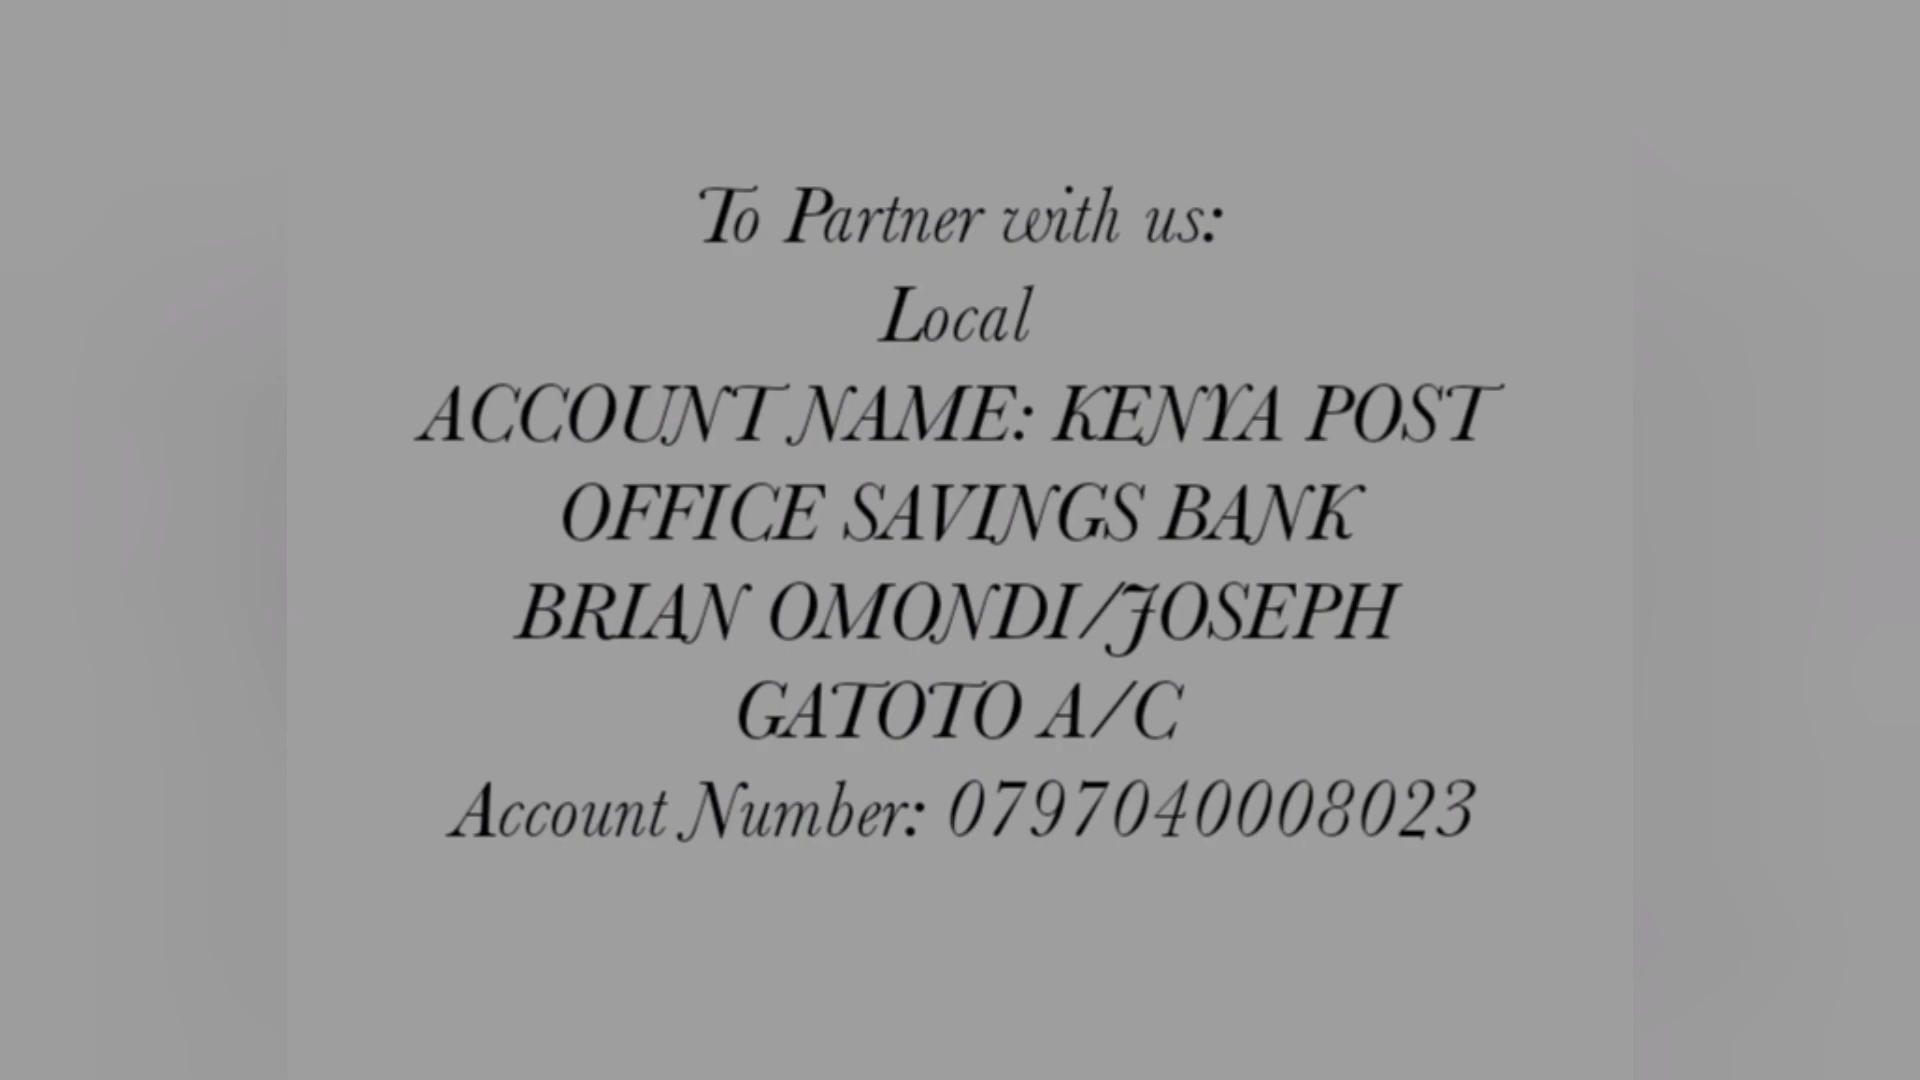 To Partner with us:
Local
ACCOUNT NAME: KENYA POST
OFFICE SAVINGS BANK
BRIAN OMONDI/JOSEPH
GATOTO A/C
Account Number: 0797040008023